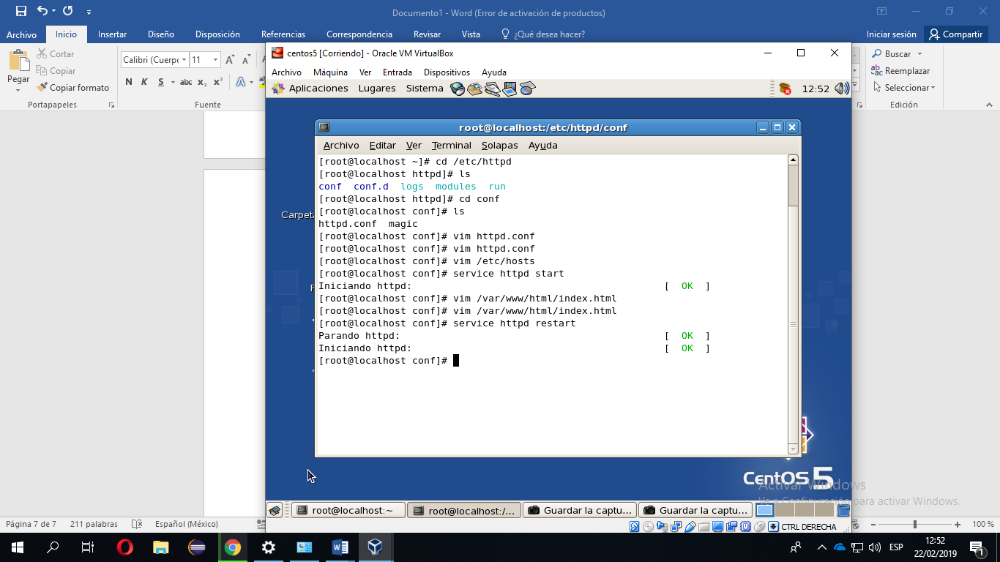 Documento1 - Word (Error de activación de productos)
Archivo Inicio Insertar Diseño Disposición Referencias Correspondencia Revisar Vista ¿Qué desea hacer? Iniciar sesión Compartir
Pegar
Cortar
Copiar
Copiar formato
Portapapeles
Calibri (Cuerpo 11
N K S abc x₂ x²
Fuente
Buscar
Reemplazar
Seleccionar
Edición
centos5 [Corriendo] - Oracle VM VirtualBox
Archivo Máquina Ver Entrada Dispositivos Ayuda
Aplicaciones Lugares Sistema 12:52
Carpeta
root@localhost:/etc/httpd/conf
Archivo Editar Ver Terminal Solapas Ayuda
[root@localhost ~]# cd /etc/httpd
[root@localhost httpd]# ls
conf conf.d logs modules run
[root@localhost httpd]# cd conf
[root@localhost conf]# ls
httpd.conf magic
[root@localhost conf]# vim httpd.conf
[root@localhost conf]# vim httpd.conf
[root@localhost conf]# vim /etc/hosts
[root@localhost conf]# service httpd start
Iniciando httpd: [ OK ]
[root@localhost conf]# vim /var/www/html/index.html
[root@localhost conf]# vim /var/www/html/index.html
[root@localhost conf]# service httpd restart
Parando httpd: [ OK ]
Iniciando httpd: [ OK ]
[root@localhost conf]#
CentOS 5
Activar Windows
Ve a Configuración para activar Windows.
root@localhost:~ root@localhost:/... Guardar la captu... Guardar la captu...
CTRL DERECHA
Página 7 de 7 211 palabras Español (México) 100 %
ESP 12:52
22/02/2019
1